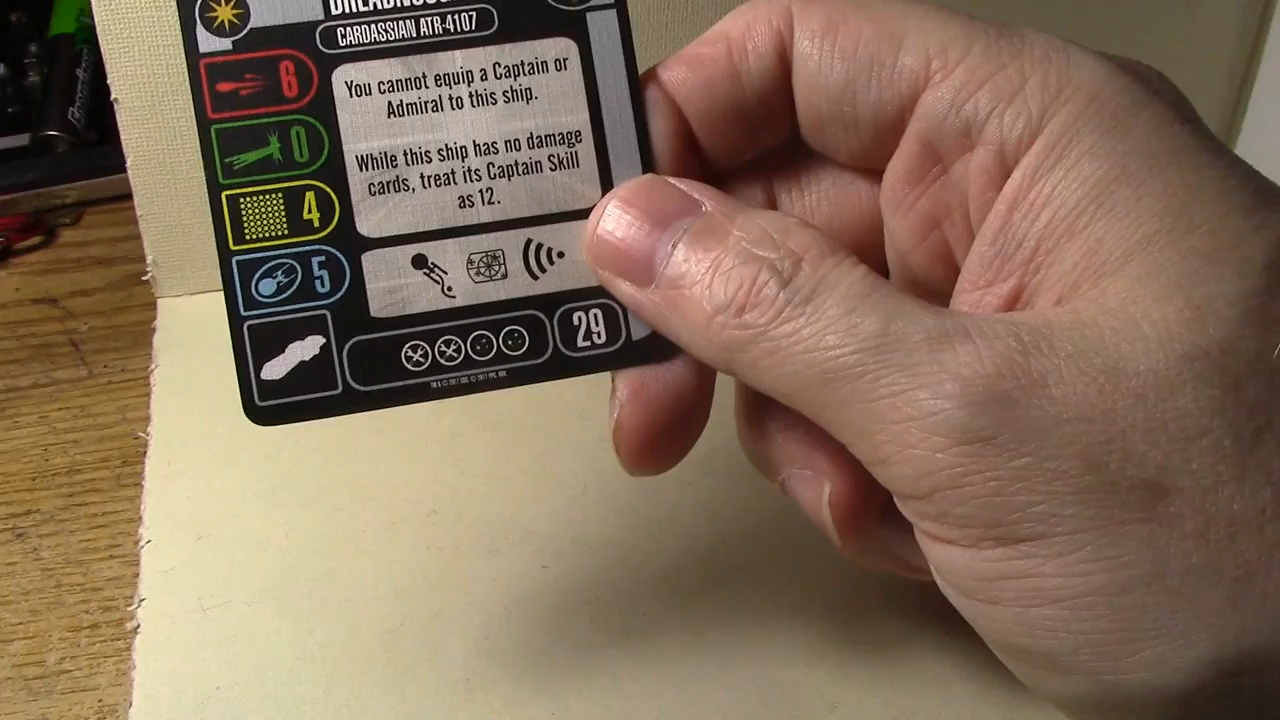 CARDASSIAN ATR-4107
6
You cannot equip a Captain or
Admiral to this ship.
0
While this ship has no damage
cards, treat its Captain Skill
as 12.
4
5
29